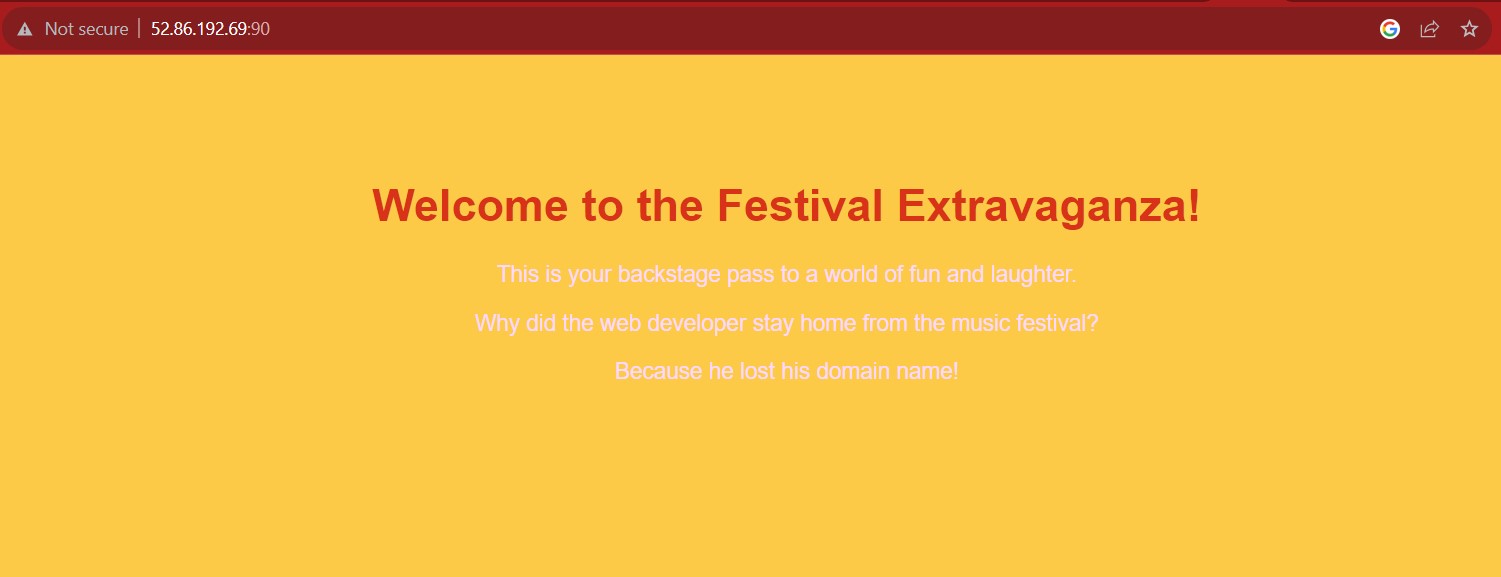 Not secure | 52.86.192.69:90
Welcome to the Festival Extravaganza!
This is your backstage pass to a world of fun and laughter.
Why did the web developer stay home from the music festival?
Because he lost his domain name!